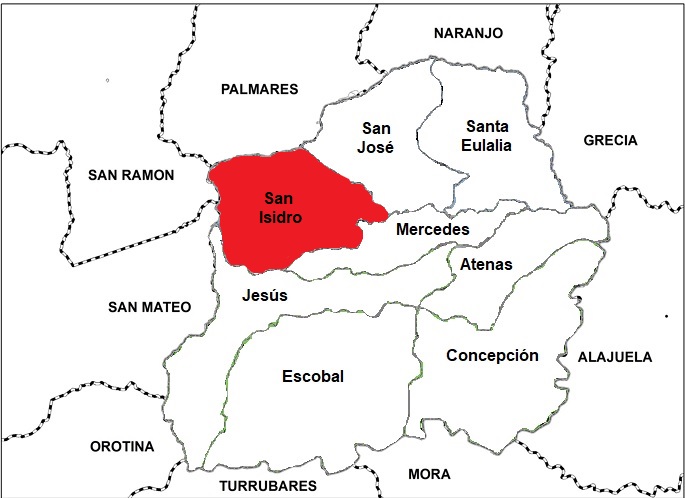 NARANJO
PALMARES
San
José
Santa
Eulalia
GRECIA
SAN RAMON
San
Isidro
Mercedes
Atenas
Jesús
SAN MATEO
Escobal
Concepción
ALAJUELA
OROTINA
TURRUBARES
MORA